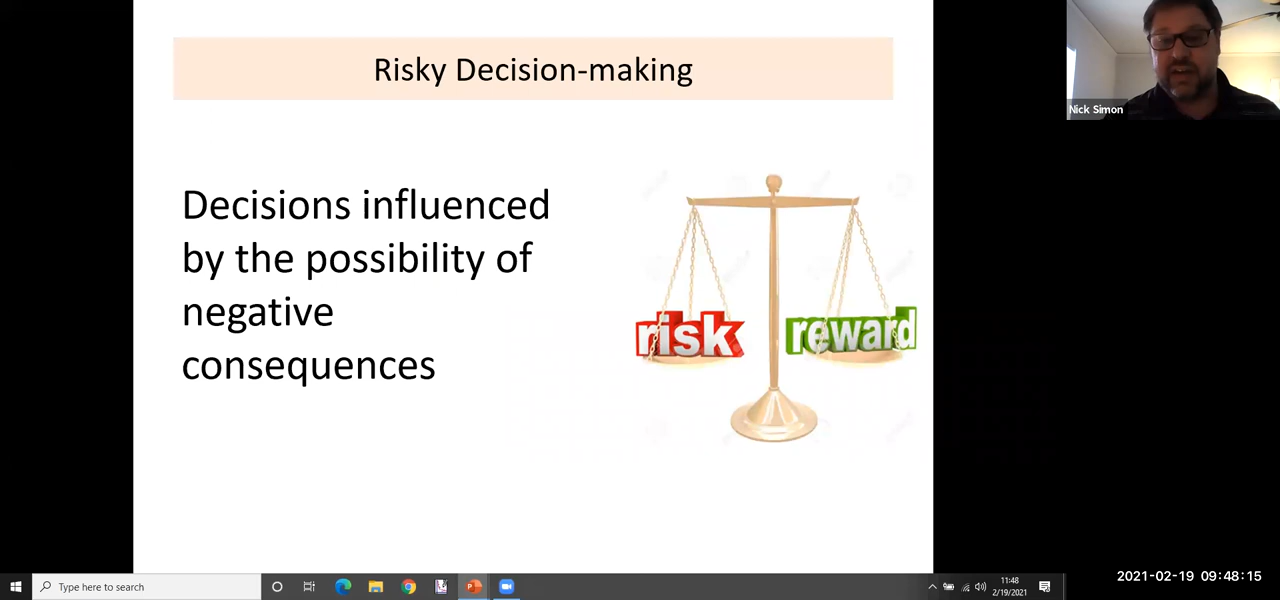 Risky Decision-making
Nick Simon
Decisions influenced
by the possibility of
negative
consequences
risk
reward
Type here to search
11:48
2/19/2021
2021-02-19 09:48:15